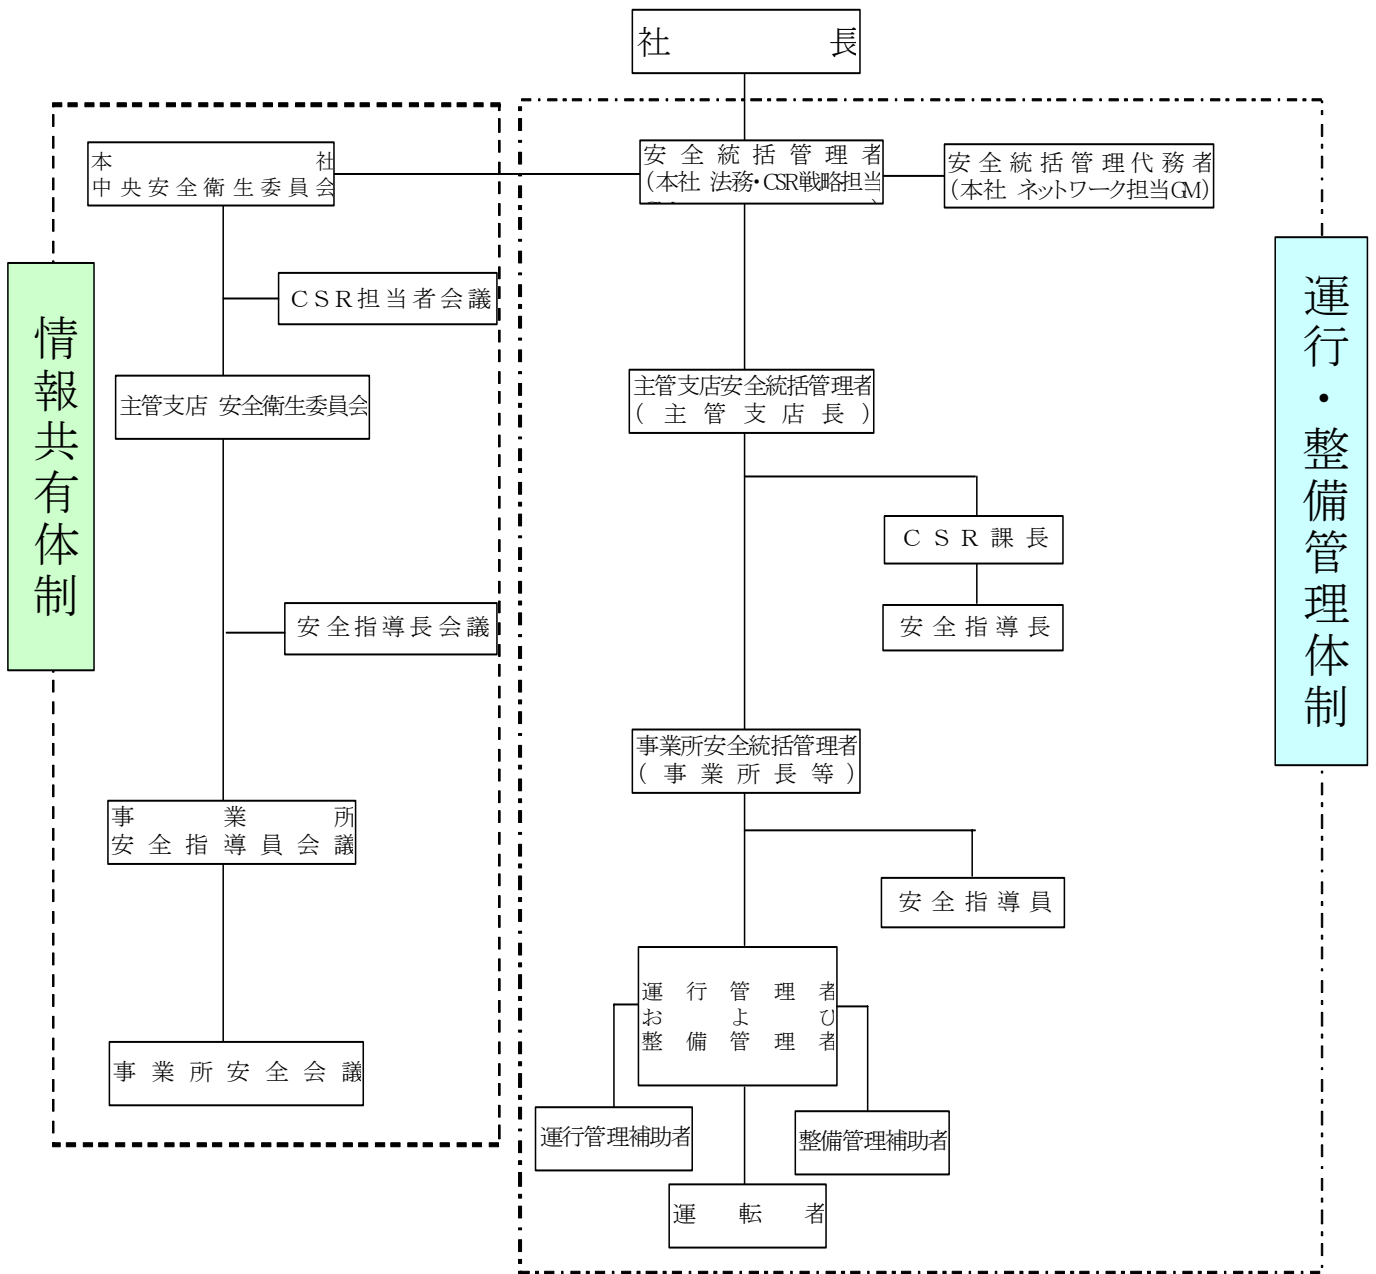 社長
本社
中央安全衛生委員会
安全統括管理者
(本社 法務・CSR戦略担当
安全統括管理代務者
(本社 ネットワーク担当GM)
情報共有体制
運行・整備管理体制
CSR担当者会議
主管支店 安全衛生委員会
主管支店安全統括管理者
(主管支店長)
CSR課長
安全指導長会議
安全指導長
事業所安全統括管理者
(事業所長等)
事業所
安全指導員会議
安全指導員
運行管理者
および
整備管理者
事業所安全会議
運行管理補助者
整備管理補助者
運転者